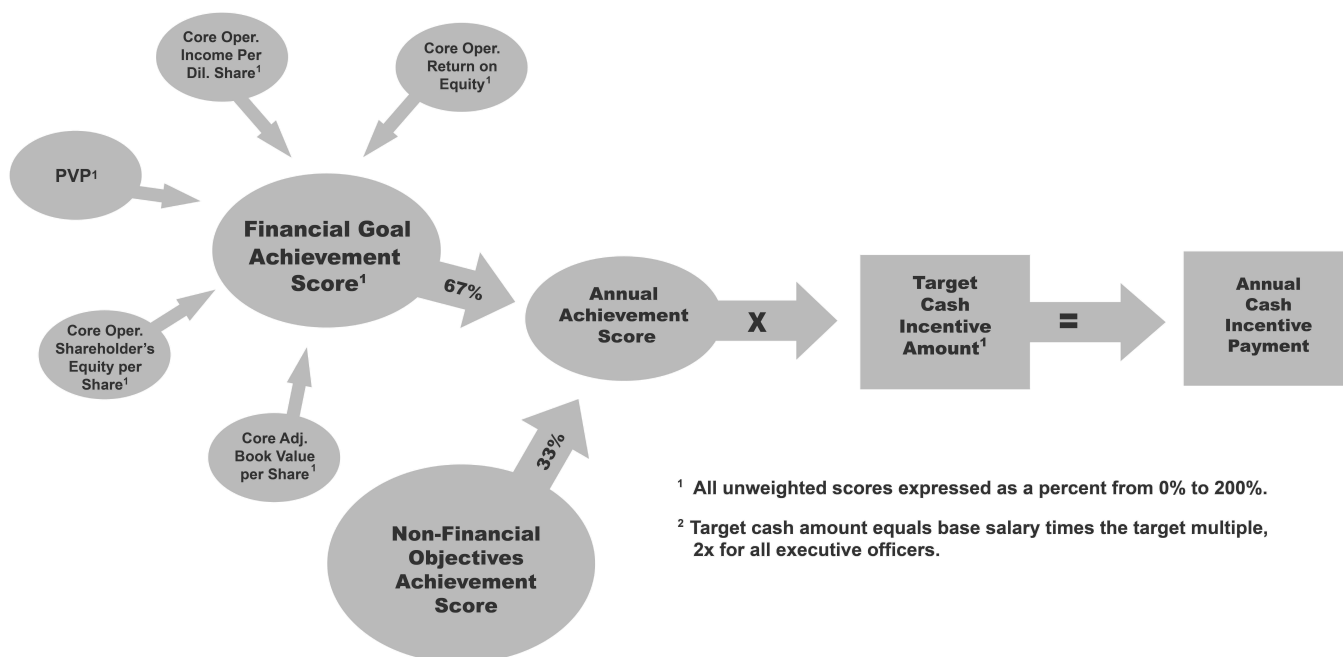 Core Oper.
Income Per
Dil. Share¹
Core Oper.
Return on
Equity¹
PVP¹
Financial Goal
Achievement
Score¹
67%
Core Oper.
Shareholder's
Equity per
Share¹
Core Adj.
Book Value
per Share¹
Non-Financial
Objectives
Achievement
Score
33%
Annual
Achievement
Score
X
Target
Cash
Incentive
Amount¹
=
Annual
Cash
Incentive
Payment
¹ All unweighted scores expressed as a percent from 0% to 200%.
² Target cash amount equals base salary times the target multiple,
2x for all executive officers.